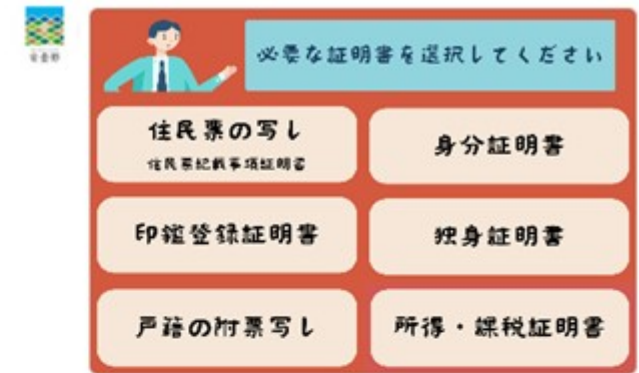 必要な証明書を選択してください
住民票の写し
住民票記載事項証明書
身分証明書
印鑑登録証明書
独身証明書
戸籍の附票写し
所得・課税証明書